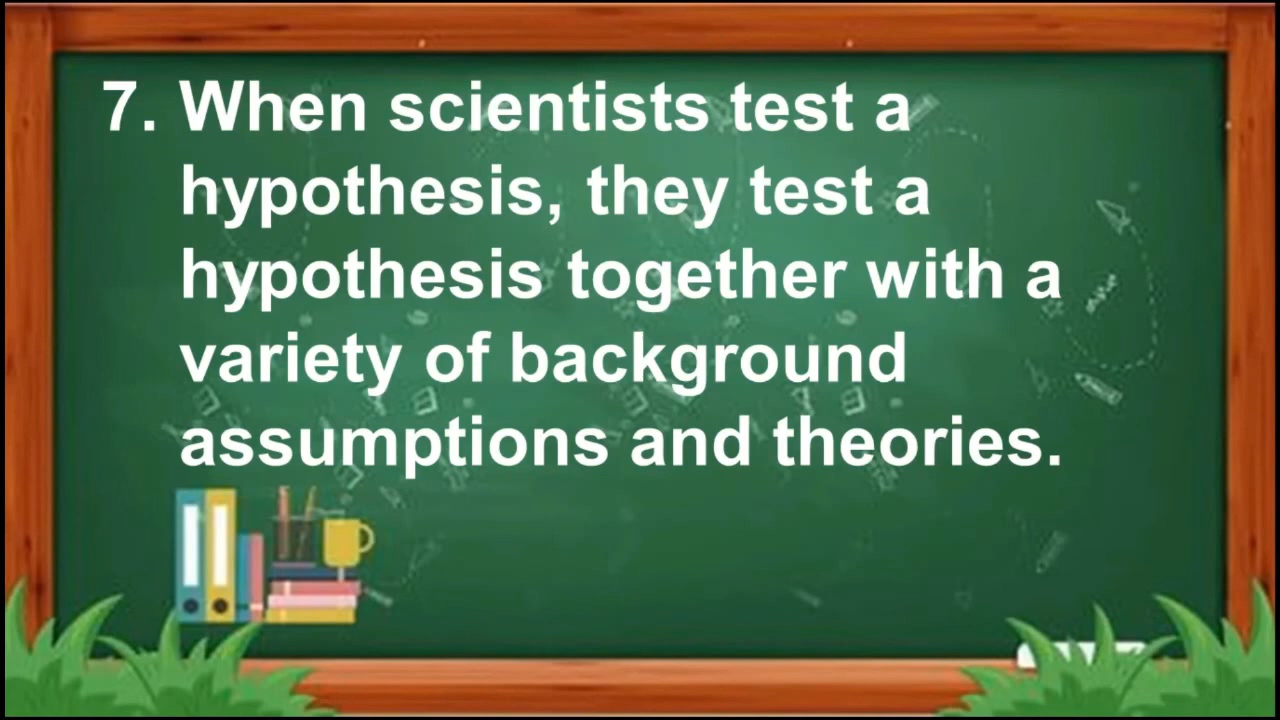 7. When scientists test a
hypothesis, they test a
hypothesis together with a
variety of background
assumptions and theories.